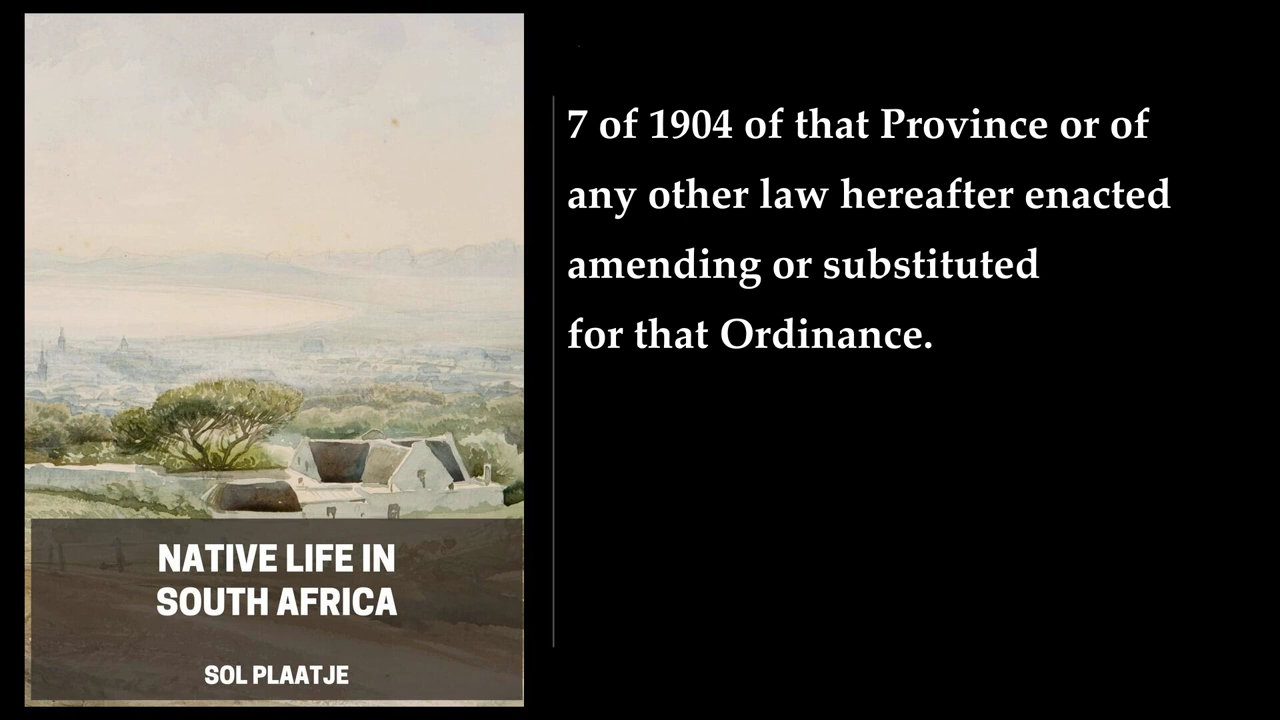 NATIVE LIFE IN
SOUTH AFRICA
SOL PLAATJE
7 of 1904 of that Province or of
any other law hereafter enacted
amending or substituted
for that Ordinance.